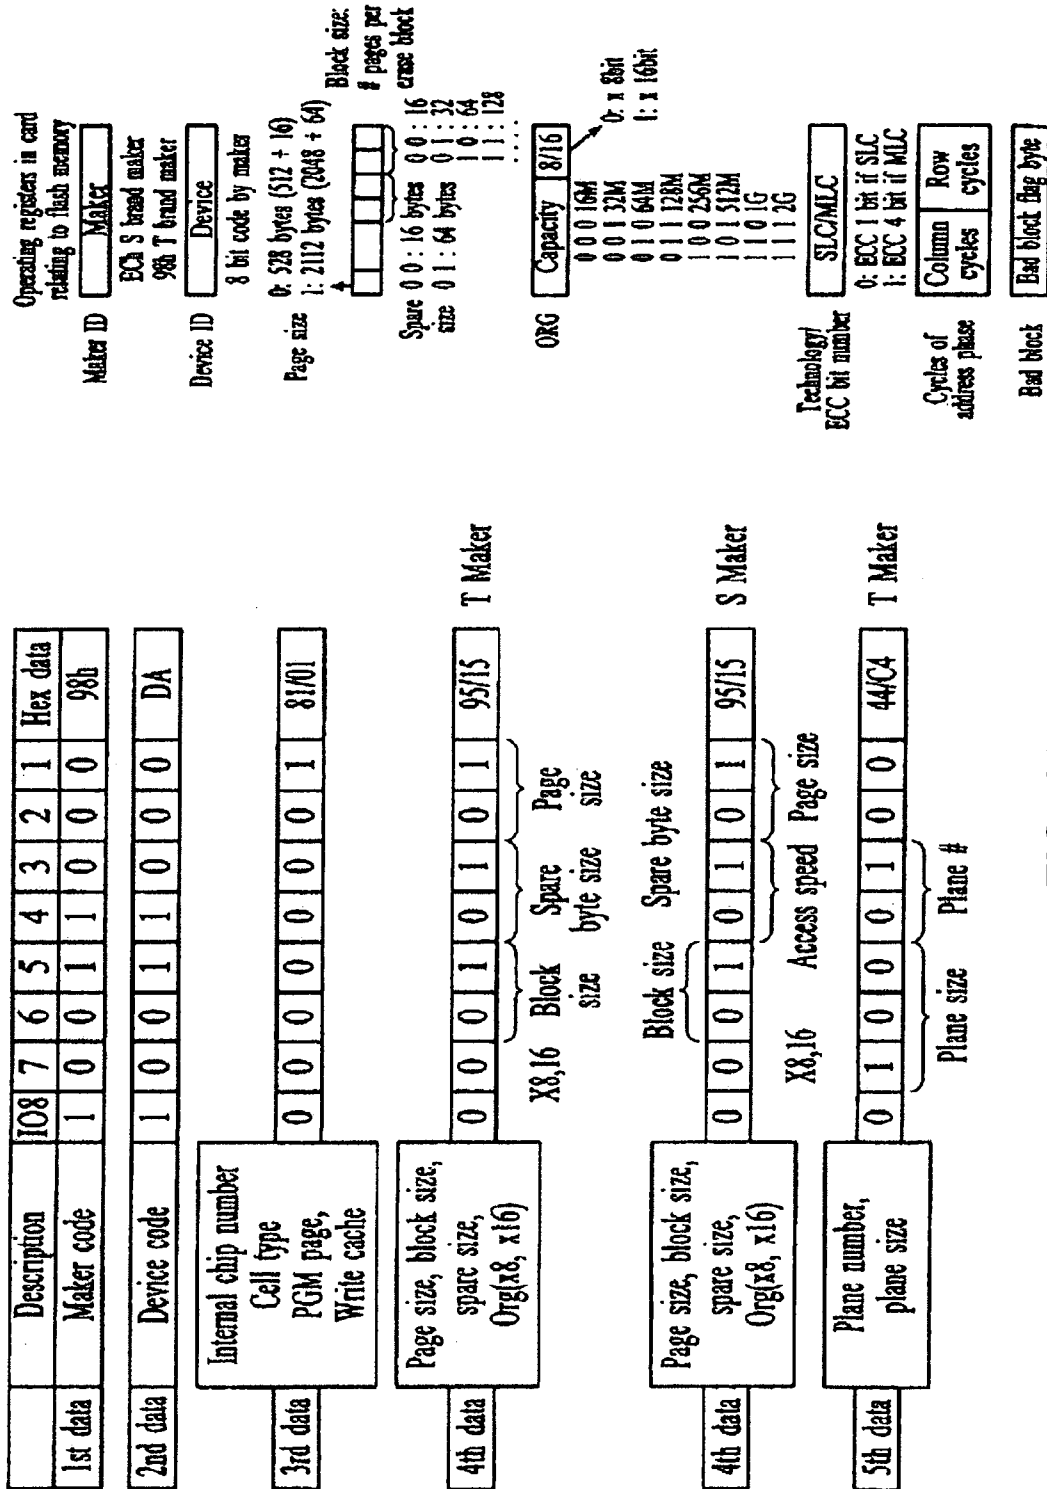 Description IO8 7 6 5 4 3 2 1 Hex data
1st data Maker code 1 0 0 1 1 0 0 0 98h
2nd data Device code 1 0 0 1 1 0 0 0 DA
3rd data Internal chip number Cell type PGM page, Write cache 0 0 0 0 0 0 0 1 81/01
4th data Page size, block size, spare size, Org(x8, x16) 0 0 0 1 0 1 0 1 95/15 T Maker
X8,16 Block size Spare byte size Page size
Block size Spare byte size
4th data Page size, block size, spare size, Org(x8, x16) 0 0 0 1 0 1 0 1 95/15 S Maker
X8,16 Access speed Page size
5th data Plane number, plane size 0 1 0 0 0 1 0 0 44/C4 T Maker
Plane size Plane #
Operating registers in card
relating to flash memory
Maker ID Maker
ECh S brand maker
98h T brand maker
Device ID Device
8 bit code by maker
Page size 0: 528 bytes (512 + 16)
1: 2112 bytes (2048 + 64)
Block size:
# pages per
erase block
Spare size 0 0 : 16 bytes 0 0 : 16
0 1 : 64 bytes 0 1 : 32
1 0 : 64
1 1 : 128
. . . . .
ORG Capacity 8/16
0 0 0 16M 0: x 8bit
0 0 1 32M 1: x 16bit
0 1 0 64M
0 1 1 128M
1 0 0 256M
1 0 1 512M
1 1 0 1G
1 1 1 2G
Technology/
ECC bit number SLC/MLC
0: ECC 1 bit if SLC
1: ECC 4 bit if MLC
Cycles of
address phase Column cycles Row cycles
Bad block Bad block flag byte